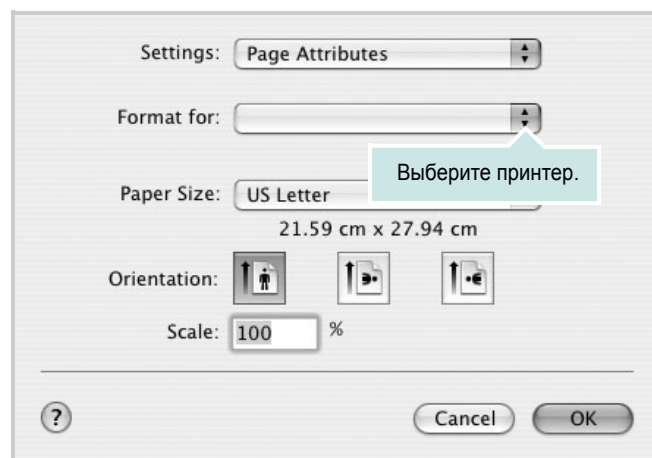 Settings: Page Attributes
Format for:
Выберите принтер.
Paper Size: US Letter
21.59 cm x 27.94 cm
Orientation:
Scale: 100 %
? Cancel OK